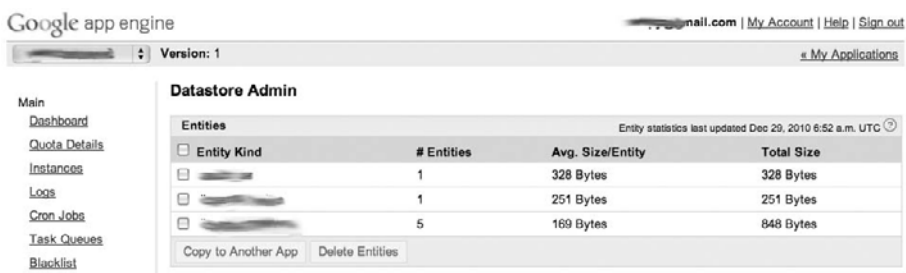 Google app engine
nail.com | My Account | Help | Sign out
Version: 1
« My Applications
Main
Dashboard
Quota Details
Instances
Logs
Cron Jobs
Task Queues
Blacklist
Datastore Admin
Entities
Entity statistics last updated Dec 29, 2010 6:52 a.m. UTC ?
Entity Kind # Entities Avg. Size/Entity Total Size
1 328 Bytes 328 Bytes
1 251 Bytes 251 Bytes
5 169 Bytes 848 Bytes
Copy to Another App Delete Entities